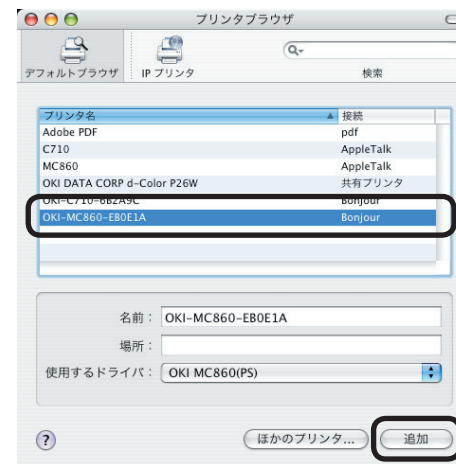 プリンタブラウザ
デフォルトブラウザ IP プリンタ 検索
プリンタ名 接続
Adobe PDF pdf
C710 AppleTalk
MC860 AppleTalk
OKI DATA CORP d-Color P26W 共有プリンタ
OKI-C710-6B2A9C Bonjour
OKI-MC860-EB0E1A Bonjour
名前： OKI-MC860-EB0E1A
場所：
使用するドライバ： OKI MC860(PS)
? ほかのプリンタ... 追加